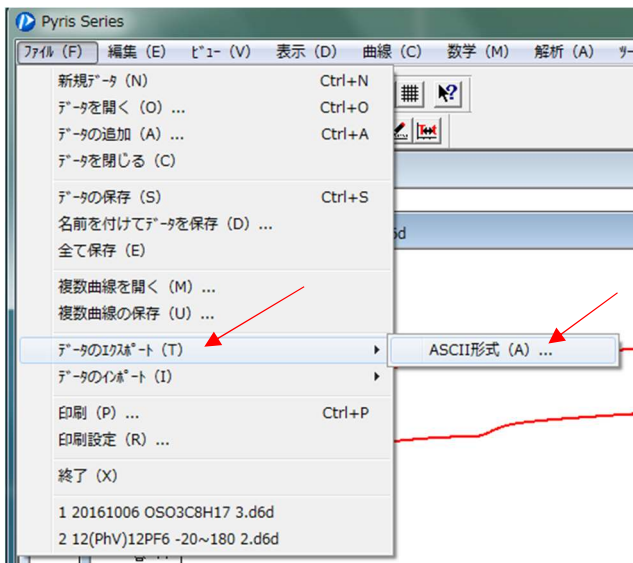 Pyris Series
ﾌｧｲﾙ (F) 編集 (E) ﾋﾞｭｰ (V) 表示 (D) 曲線 (C) 数学 (M) 解析 (A)
新規ﾃﾞｰﾀ (N) Ctrl+N
ﾃﾞｰﾀを開く (O) ... Ctrl+O
ﾃﾞｰﾀの追加 (A) ... Ctrl+A
ﾃﾞｰﾀを閉じる (C)
ﾃﾞｰﾀの保存 (S) Ctrl+S
名前を付けてﾃﾞｰﾀを保存 (D) ...
全て保存 (E)
複数曲線を開く (M) ...
複数曲線の保存 (U) ...
ﾃﾞｰﾀのｴｸｽﾎﾟｰﾄ (T)
ASCII形式 (A) ...
ﾃﾞｰﾀのｲﾝﾎﾟｰﾄ (I)
印刷 (P) ... Ctrl+P
印刷設定 (R) ...
終了 (X)
1 20161006 OSO3C8H17 3.d6d
2 12(PhV)12PF6 -20~180 2.d6d